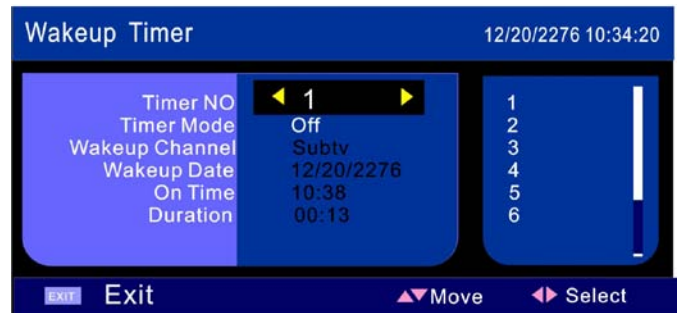 Wakeup Timer 12/20/2276 10:34:20
Timer NO 1
Timer Mode Off
Wakeup Channel Subtv
Wakeup Date 12/20/2276
On Time 10:38
Duration 00:13
1
2
3
4
5
6
EXIT Exit Move Select